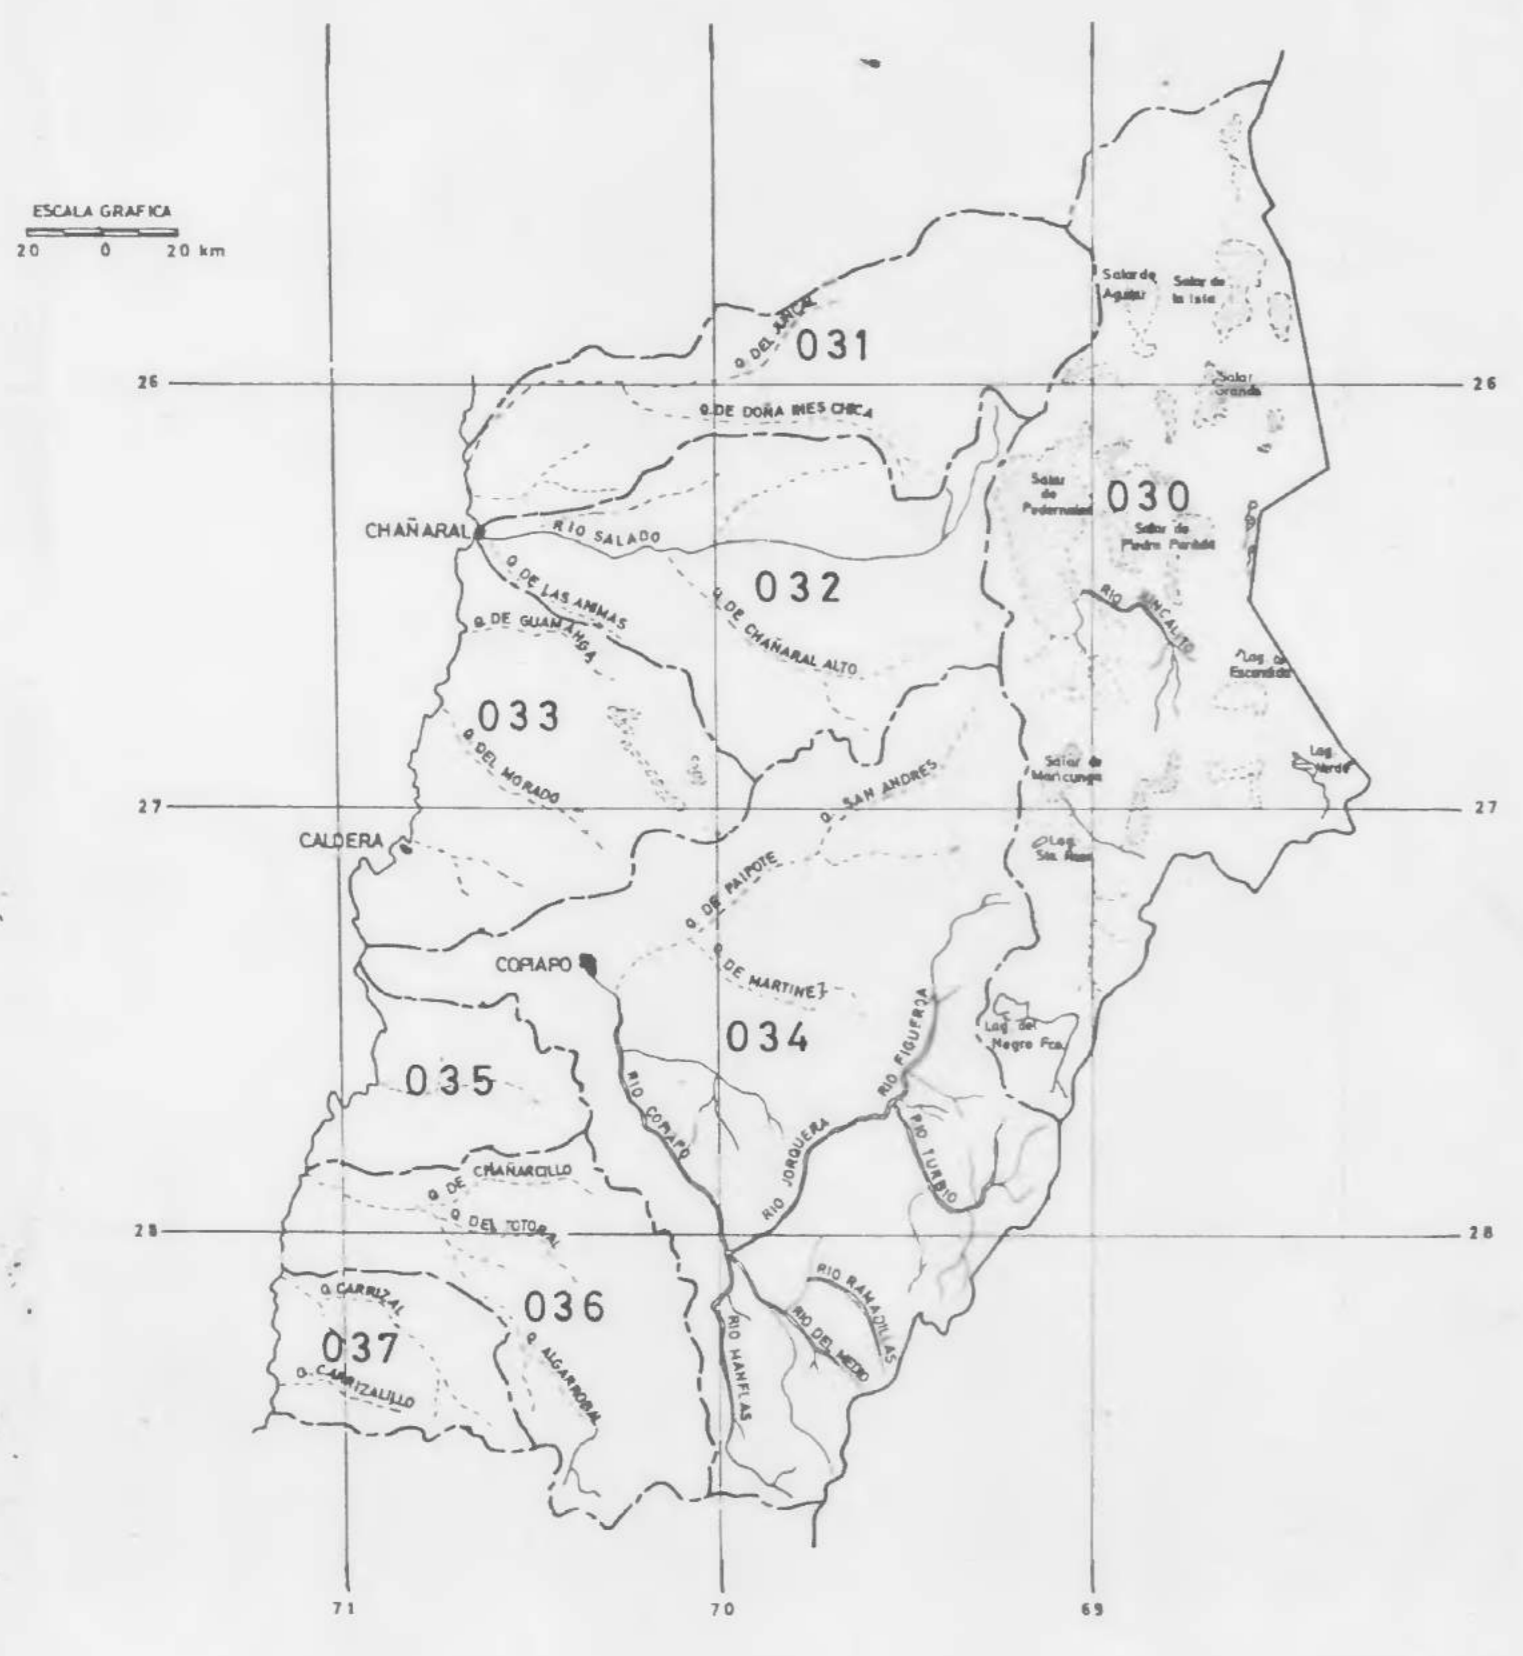 ESCALA GRAFICA
20 0 20 km
Salar de
Aguilar
Salar de
la Isla
Q DEL JUNCAL
031
26
26
Salar
Grande
Q. DE DOÑA INES CHICA
Salar
de
Pedernales
030
Salar de
Piedra Parada
CHAÑARAL
RIO SALADO
Q DE LAS ANIMAS
032
Q DE GUAMANGA
Q DE CHAÑARAL ALTO
RIO JUNCALITO
Lag.
Escondida
033
Q DEL MORADO
Salar de
Maricunga
Lag.
Verde
Q. SAN ANDRES
27
27
CALDERA
Lag.
Sta. Rosa
Q DE PAIPOTE
COPIAPO
Q DE MARTINEZ
034
RIO FIGUEROA
Lag del
Negro Fco.
035
RIO COPIAPO
RIO JORQUERA
RIO TURBIO
Q DE CHAÑARCILLO
Q DEL TOTORAL
28
28
RIO RAMADILLAS
Q CARRIZAL
036
RIO DEL MEDIO
037
Q ALGARROBAL
RIO MANFLAS
Q CARRIZALILLO
71
70
69